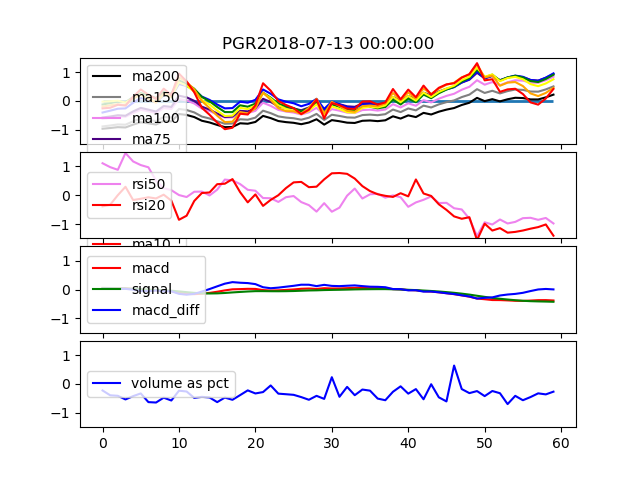 PGR2018-07-13 00:00:00
1
0
−1
ma200
ma150
ma100
ma75
1
0
−1
rsi50
rsi20
ma10
1
0
−1
macd
signal
macd_diff
1
0
−1
volume as pct
0 10 20 30 40 50 60